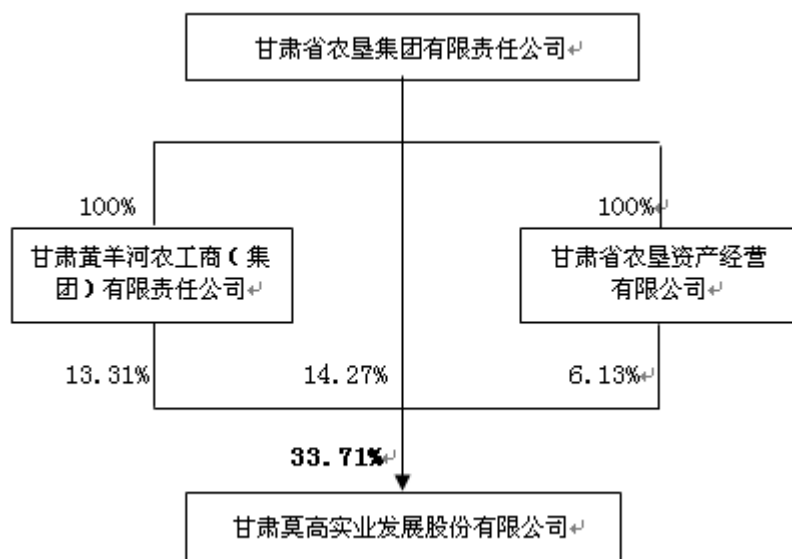 甘肃省农垦集团有限责任公司↵
100%
100%↵
甘肃黄羊河农工商(集
团)有限责任公司↵
甘肃省农垦资产经营
有限公司↵
13.31%
14.27%
6.13%↵
33.71%↵
甘肃莫高实业发展股份有限公司↵